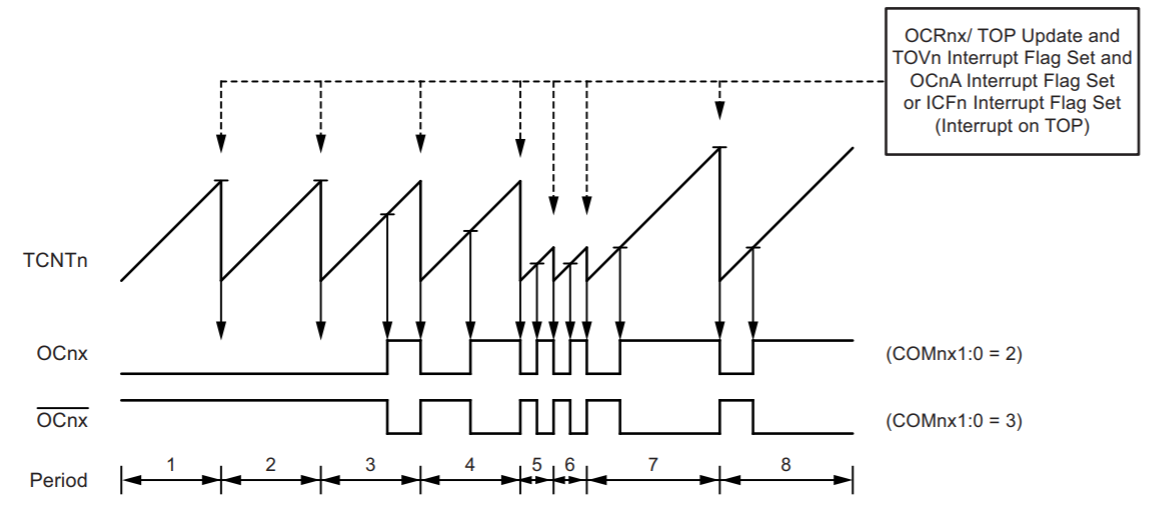 OCRnx/ TOP Update and
TOVn Interrupt Flag Set and
OCnA Interrupt Flag Set
or ICFn Interrupt Flag Set
(Interrupt on TOP)
TCNTn
OCnx
(COMnx1:0 = 2)
OCnx
(COMnx1:0 = 3)
Period
1 2 3 4 5 6 7 8